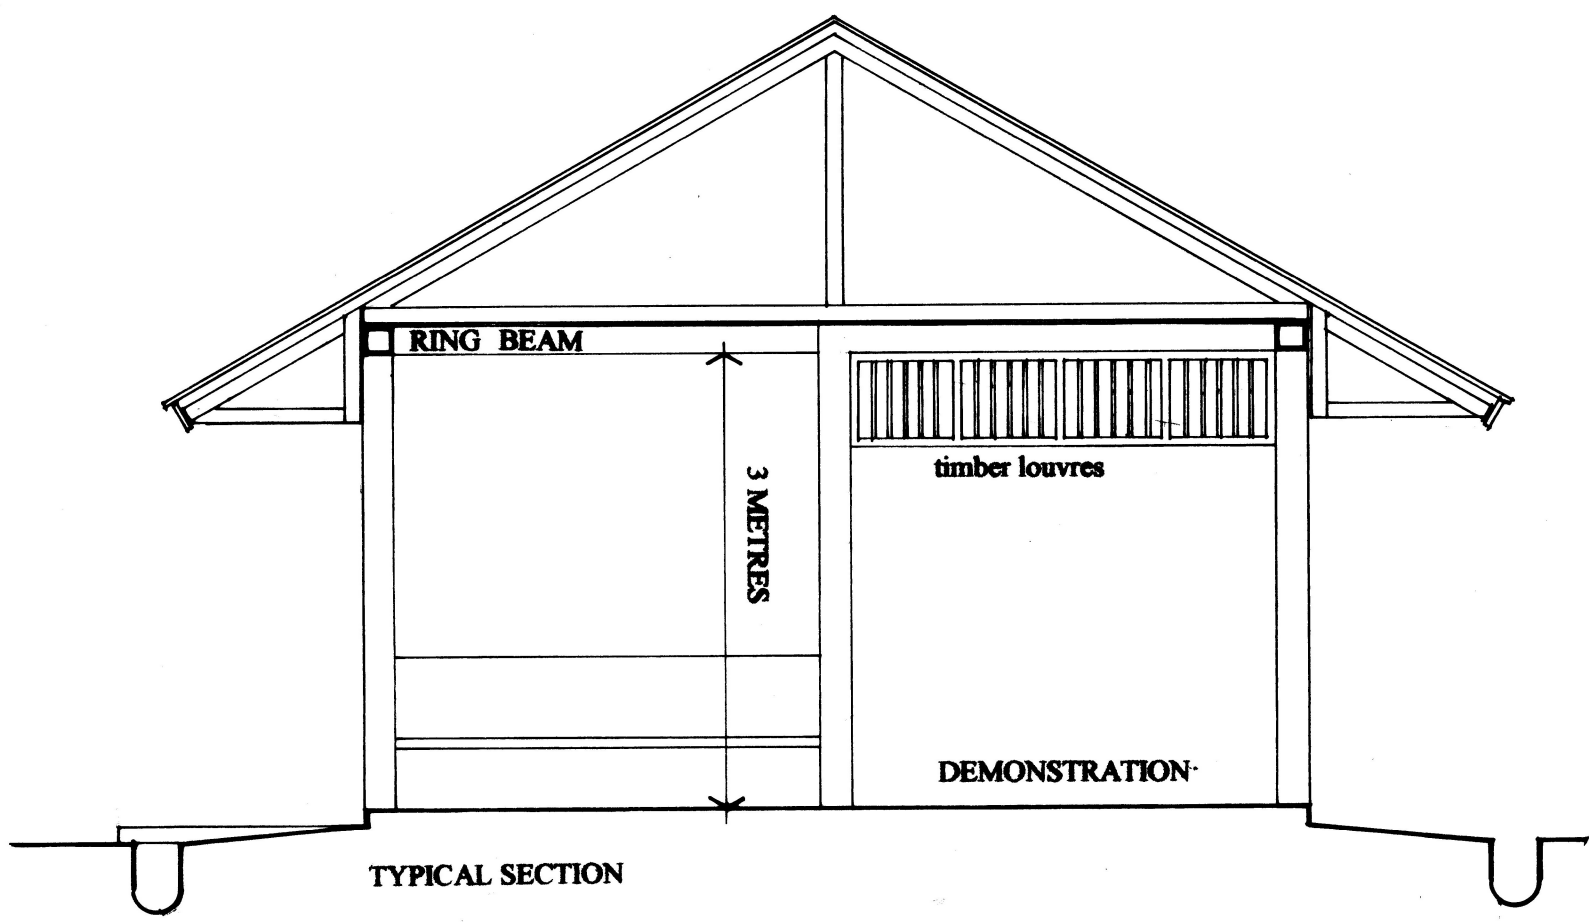 RING BEAM
timber louvres
3 METRES
DEMONSTRATION
TYPICAL SECTION